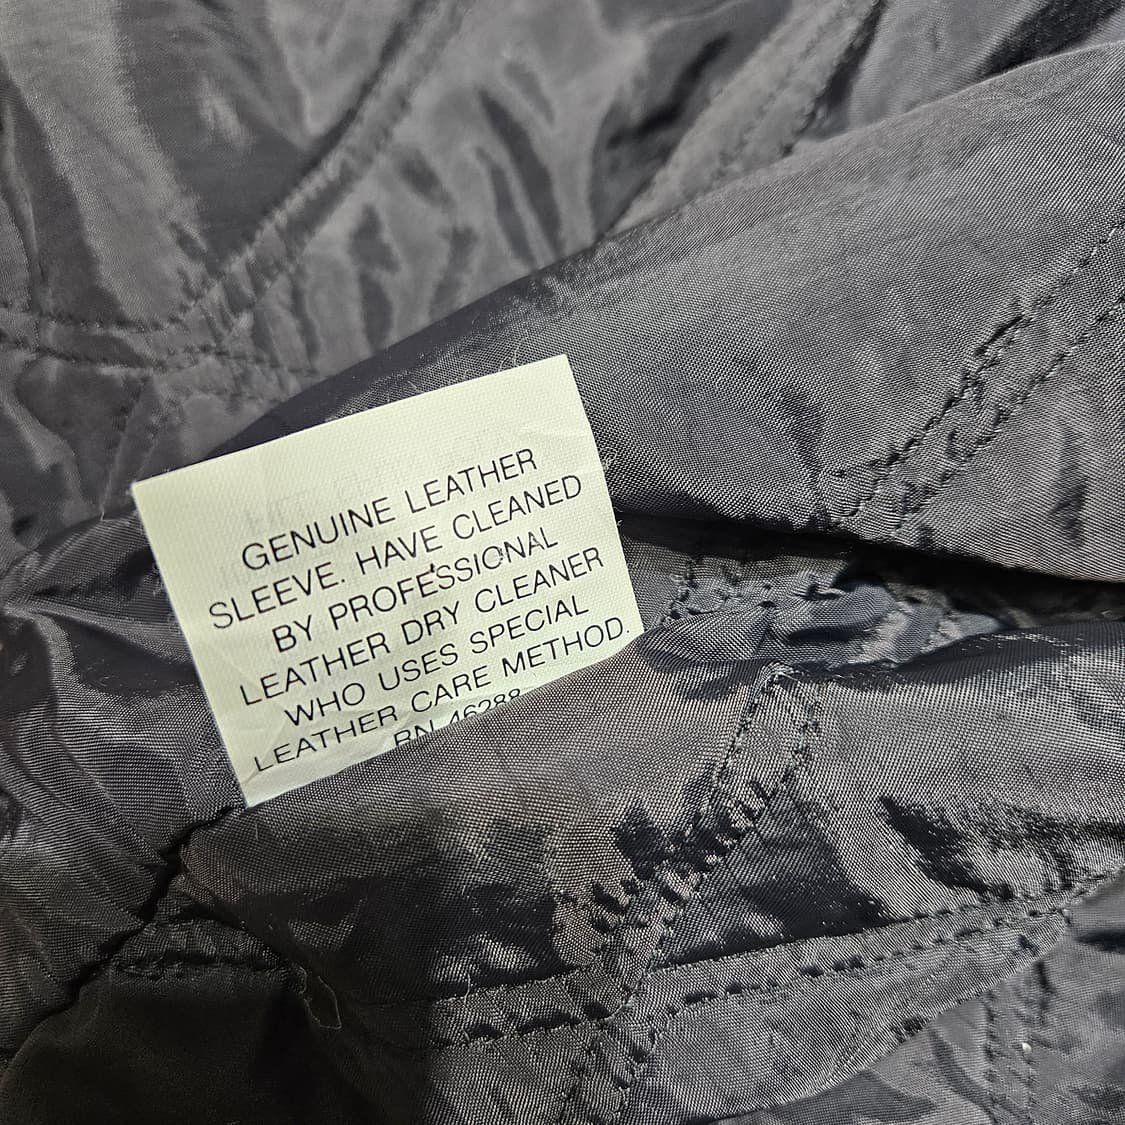 GENUINE LEATHER
SLEEVE. HAVE CLEANED
BY PROFESSIONAL
LEATHER DRY CLEANER
WHO USES SPECIAL
LEATHER CARE METHOD.
RN 46288